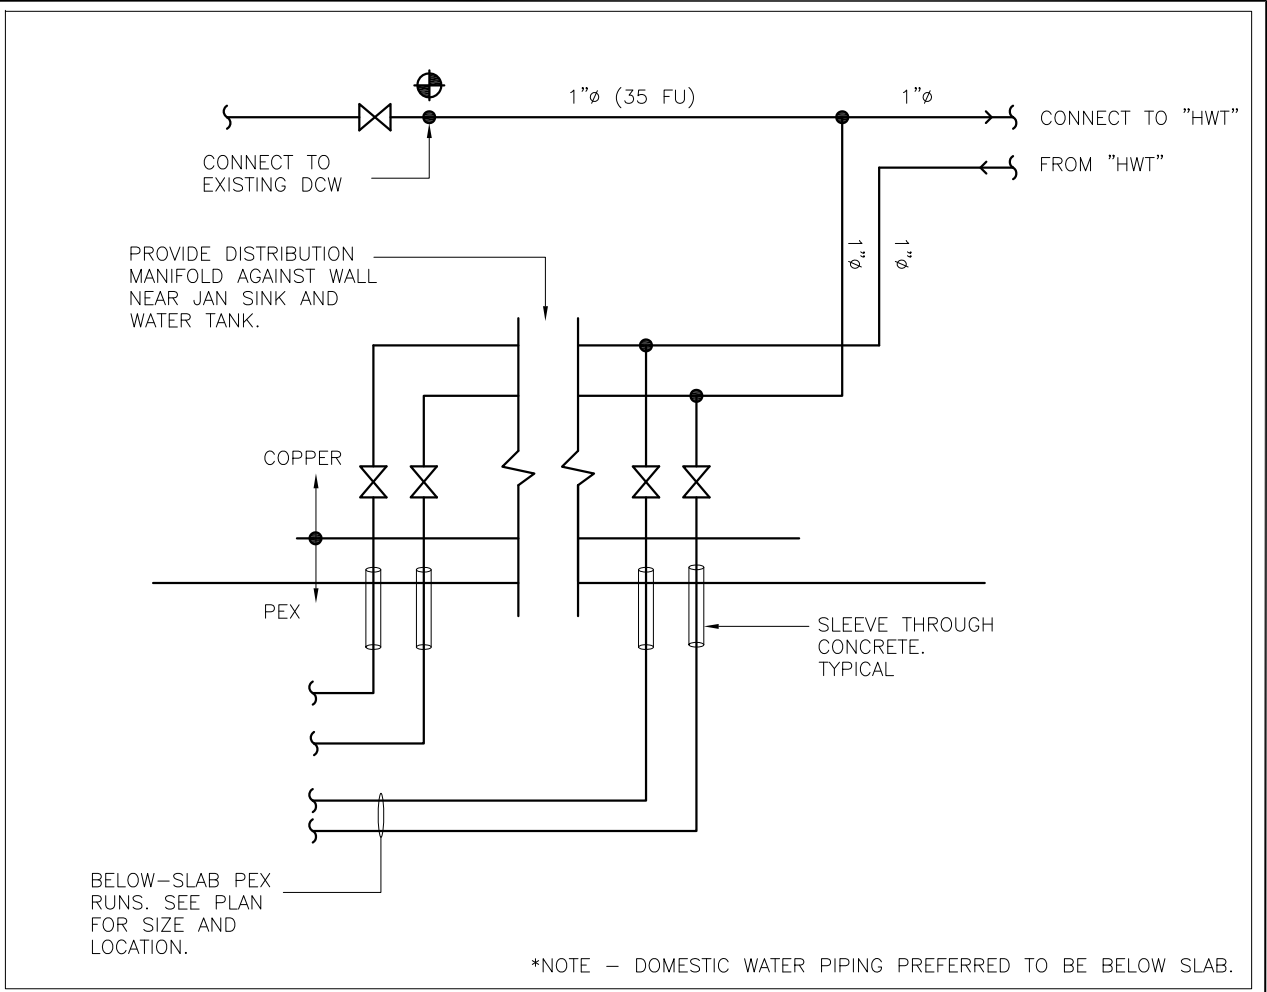 1"ø (35 FU)
1"ø
CONNECT TO "HWT"
CONNECT TO
EXISTING DCW
FROM "HWT"
PROVIDE DISTRIBUTION
MANIFOLD AGAINST WALL
NEAR JAN SINK AND
WATER TANK.
1"ø
1"ø
COPPER
PEX
SLEEVE THROUGH
CONCRETE.
TYPICAL
BELOW-SLAB PEX
RUNS. SEE PLAN
FOR SIZE AND
LOCATION.
*NOTE - DOMESTIC WATER PIPING PREFERRED TO BE BELOW SLAB.